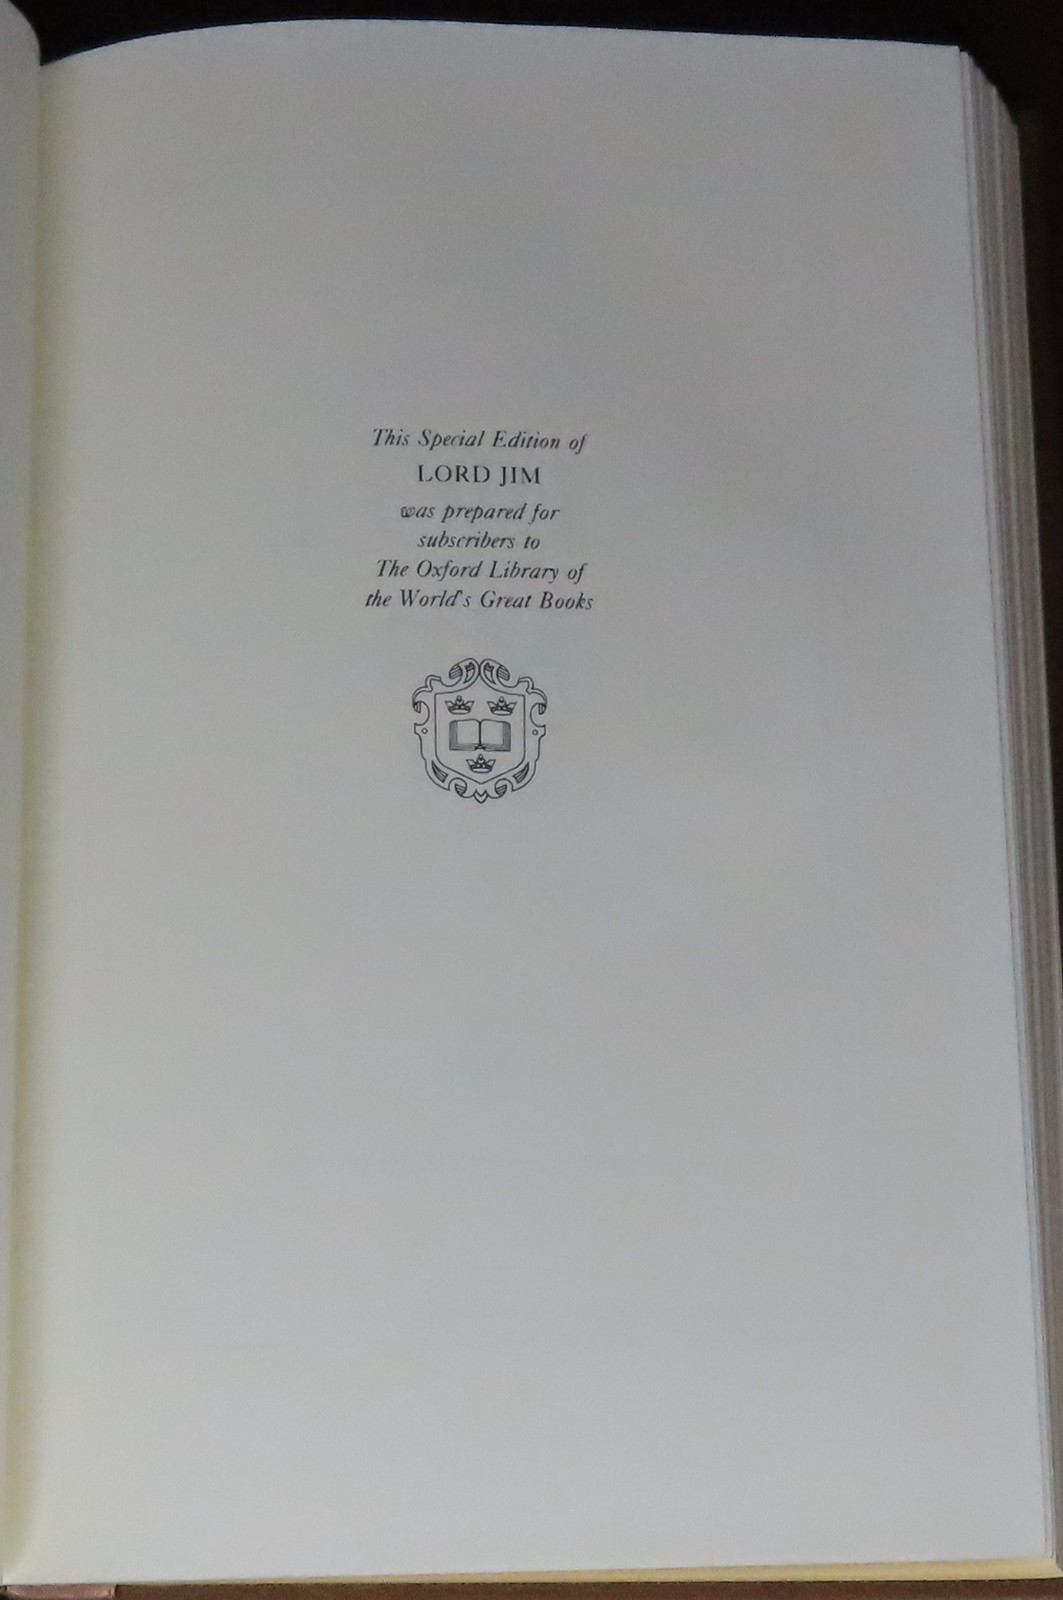 This Special Edition of
LORD JIM
was prepared for
subscribers to
The Oxford Library of
the World's Great Books